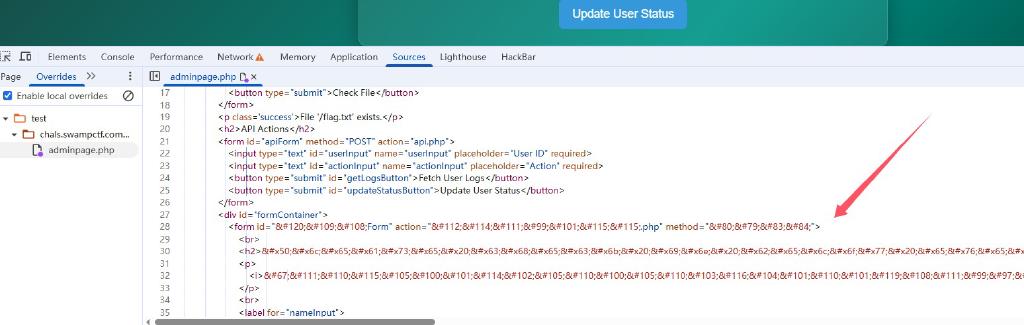 Update User Status
Elements Console Performance Network Memory Application Sources Lighthouse HackBar
Page Overrides adminpage.php
Enable local overrides
test
chals.swampctf.com...
adminpage.php
17 <button type="submit">Check File</button>
18 </form>
19 <p class='success'>File '/flag.txt' exists.</p>
20 <h2>API Actions</h2>
21 <form id="apiForm" method="POST" action="api.php">
22 <input type="text" id="userInput" name="userInput" placeholder="User ID" required>
23 <input type="text" id="actionInput" name="actionInput" placeholder="Action" required>
24 <button type="submit" id="getLogsButton">Fetch User Logs</button>
25 <button type="submit" id="updateStatusButton">Update User Status</button>
26 </form>
27 <div id="formContainer">
28 <form id="&#120;&#109;&#108;Form" action="&#112;&#114;&#111;&#99;&#101;&#115;&#115;.php" method="&#80;&#79;&#83;&#84;">
29 <br>
30 <h2>&#x50;&#x6c;&#x65;&#x61;&#x73;&#x65;&#x20;&#x63;&#x68;&#x65;&#x63;&#x6b;&#x20;&#x69;&#x6e;&#x20;&#x62;&#x65;&#x6c;&#x6f;&#x77;&#x20;&#x65;&#x76;&#x65;&#x
31 <p>
32 <i>&#67;&#111;&#110;&#115;&#105;&#100;&#101;&#114;&#102;&#105;&#110;&#100;&#105;&#110;&#103;&#116;&#104;&#101;&#110;&#101;&#119;&#108;&#111;&#99;&#97;&#
33 </p>
34 <br>
35 <label for="nameInput">